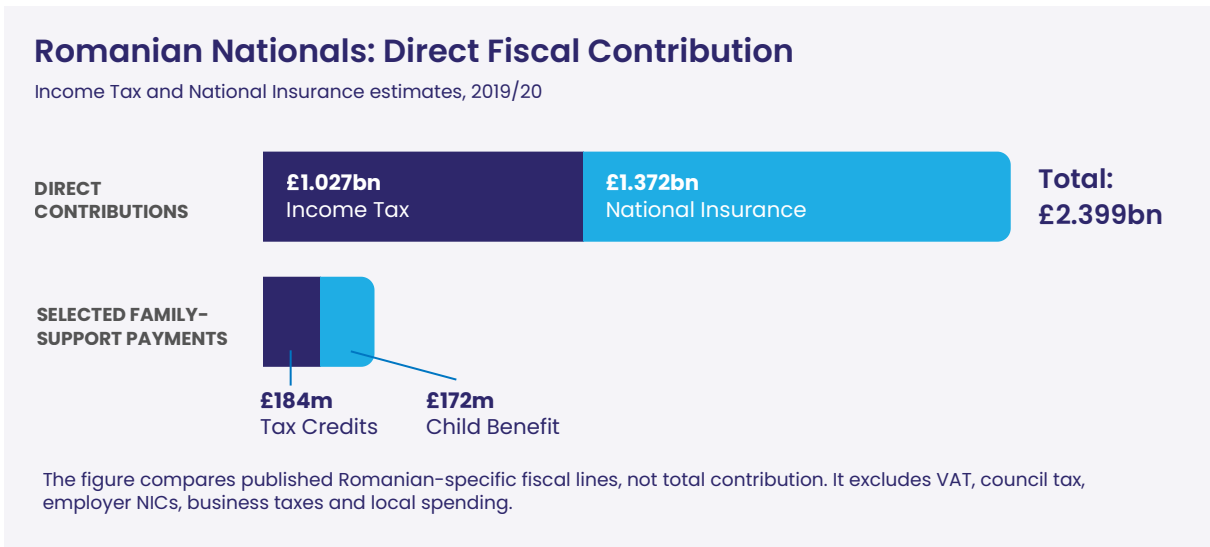 Romanian Nationals: Direct Fiscal Contribution
Income Tax and National Insurance estimates, 2019/20
DIRECT
CONTRIBUTIONS
£1.027bn
Income Tax
£1.372bn
National Insurance
Total:
£2.399bn
SELECTED FAMILY-
SUPPORT PAYMENTS
£184m
Tax Credits
£172m
Child Benefit
The figure compares published Romanian-specific fiscal lines, not total contribution. It excludes VAT, council tax,
employer NICs, business taxes and local spending.